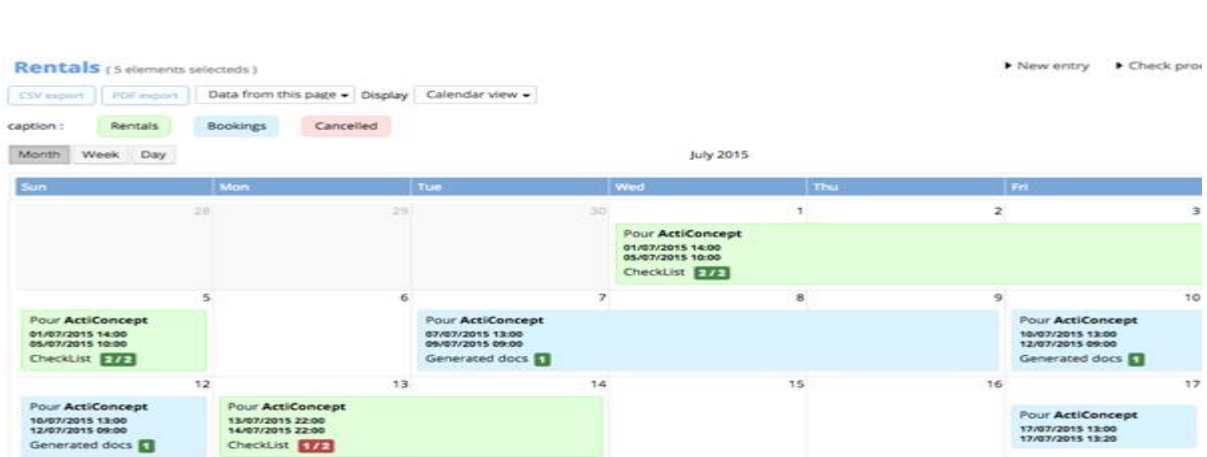 Rentals ( 5 elements selecteds )
New entry Check pro
CSV export PDF export Data from this page Display Calendar view
caption : Rentals Bookings Cancelled
Month Week Day July 2015
Sun Mon Tue Wed Thu Fri
28 29 30 1 2 3
Pour ActiConcept
01/07/2015 14:00
05/07/2015 10:00
CheckList 2 / 2
5 6 7 8 9 10
Pour ActiConcept Pour ActiConcept Pour ActiConcept
01/07/2015 14:00 07/07/2015 13:00 10/07/2015 13:00
05/07/2015 10:00 09/07/2015 09:00 12/07/2015 09:00
CheckList 2 / 2 Generated docs 1 Generated docs 1
12 13 14 15 16 17
Pour ActiConcept Pour ActiConcept Pour ActiConcept
10/07/2015 13:00 13/07/2015 22:00 17/07/2015 13:00
12/07/2015 09:00 14/07/2015 22:00 17/07/2015 13:20
Generated docs 1 CheckList 1 / 2